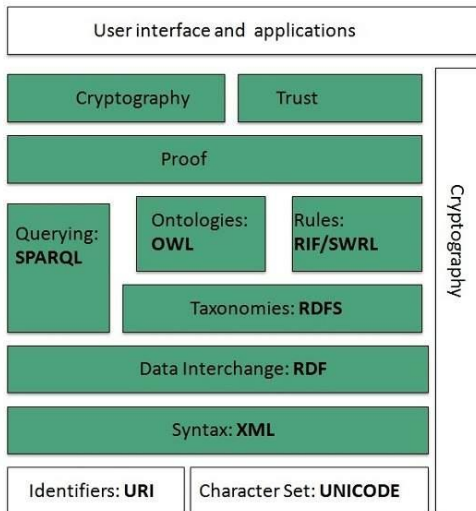 User interface and applications
Cryptography
Trust
Proof
Querying:
SPARQL
Ontologies:
OWL
Rules:
RIF/SWRL
Taxonomies: RDFS
Data Interchange: RDF
Syntax: XML
Identifiers: URI
Character Set: UNICODE
Cryptography